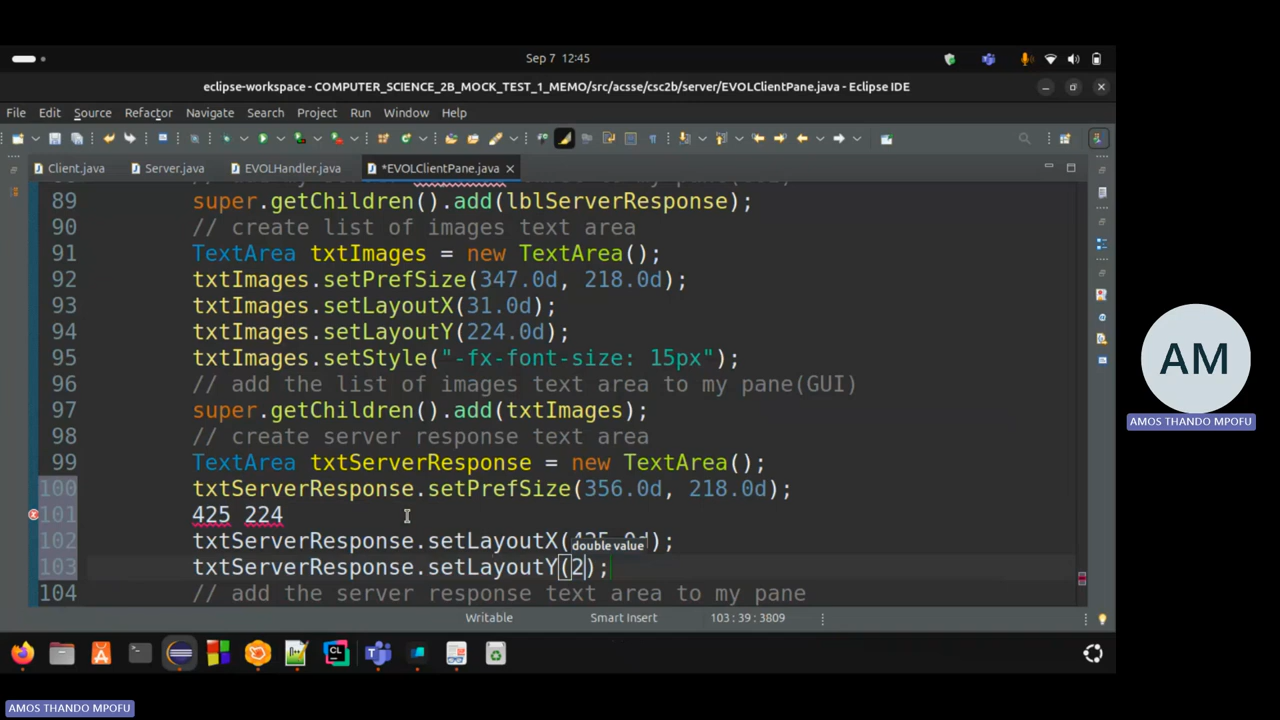 Sep 7 12:45
eclipse-workspace - COMPUTER_SCIENCE_2B_MOCK_TEST_1_MEMO/src/acsse/csc2b/server/EVOLClientPane.java - Eclipse IDE
File Edit Source Refactor Navigate Search Project Run Window Help
Client.java Server.java EVOLHandler.java *EVOLClientPane.java
89 super.getChildren().add(lblServerResponse);
90 // create list of images text area
91 TextArea txtImages = new TextArea();
92 txtImages.setPrefSize(347.0d, 218.0d);
93 txtImages.setLayoutX(31.0d);
94 txtImages.setLayoutY(224.0d);
95 txtImages.setStyle("-fx-font-size: 15px");
96 // add the list of images text area to my pane(GUI)
97 super.getChildren().add(txtImages);
98 // create server response text area
99 TextArea txtServerResponse = new TextArea();
100 txtServerResponse.setPrefSize(356.0d, 218.0d);
101 425 224
102 txtServerResponse.setLayoutX(425.0d);
double value
103 txtServerResponse.setLayoutY(2);
104 // add the server response text area to my pane
Writable Smart Insert 103 : 39 : 3809
AM
AMOS THANDO MPOFU
AMOS THANDO MPOFU